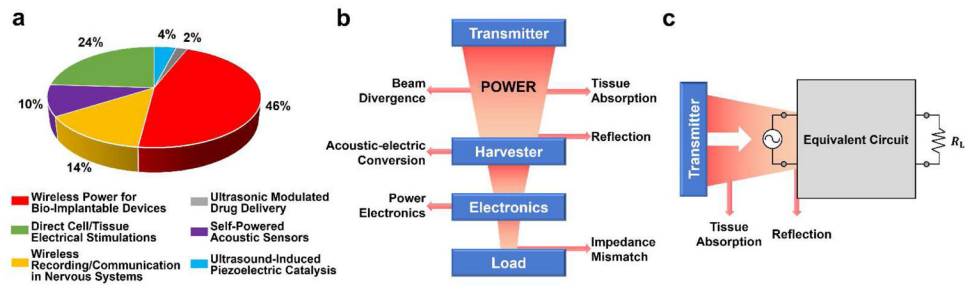 a
4%
2%
24%
46%
10%
14%
Wireless Power for
Bio-Implantable Devices
Direct Cell/Tissue
Electrical Stimulations
Wireless
Recording/Communication
in Nervous Systems
Ultrasonic Modulated
Drug Delivery
Self-Powered
Acoustic Sensors
Ultrasound-Induced
Piezoelectric Catalysis
b
Transmitter
POWER
Beam
Divergence
Tissue
Absorption
Reflection
Acoustic-electric
Conversion
Harvester
Power
Electronics
Electronics
Impedance
Mismatch
Load
c
Transmitter
Equivalent Circuit
RL
Tissue
Absorption
Reflection